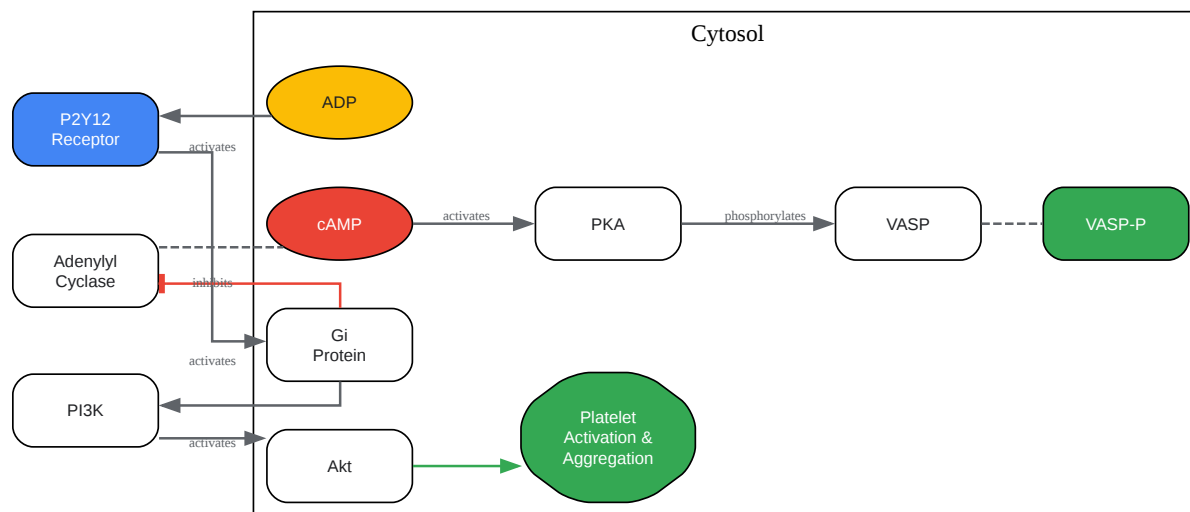 Cytosol
ADP
P2Y12
Receptor
activates
cAMP
activates
PKA
phosphorylates
VASP
VASP-P
Adenylyl
Cyclase
inhibits
Gi
Protein
activates
PI3K
activates
Akt
Platelet
Activation &
Aggregation